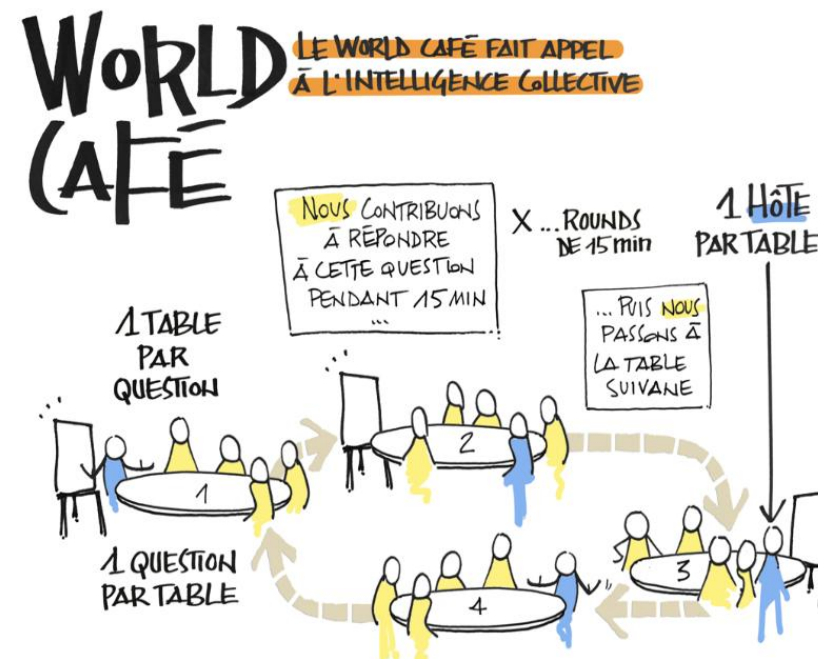 WORLD
CAFÉ
LE WORLD CAFÉ FAIT APPEL
À L'INTELLIGENCE COLLECTIVE
NOUS CONTRIBUONS
À RÉPONDRE
À CETTE QUESTION
PENDANT 15 MIN
...
X ... ROUNDS
DE 15 min
1 HÔTE
PAR TABLE
... PUIS NOUS
PASSONS À
LA TABLE
SUIVANE
1 TABLE
PAR
QUESTION
1
2
3
4
1 QUESTION
PAR TABLE